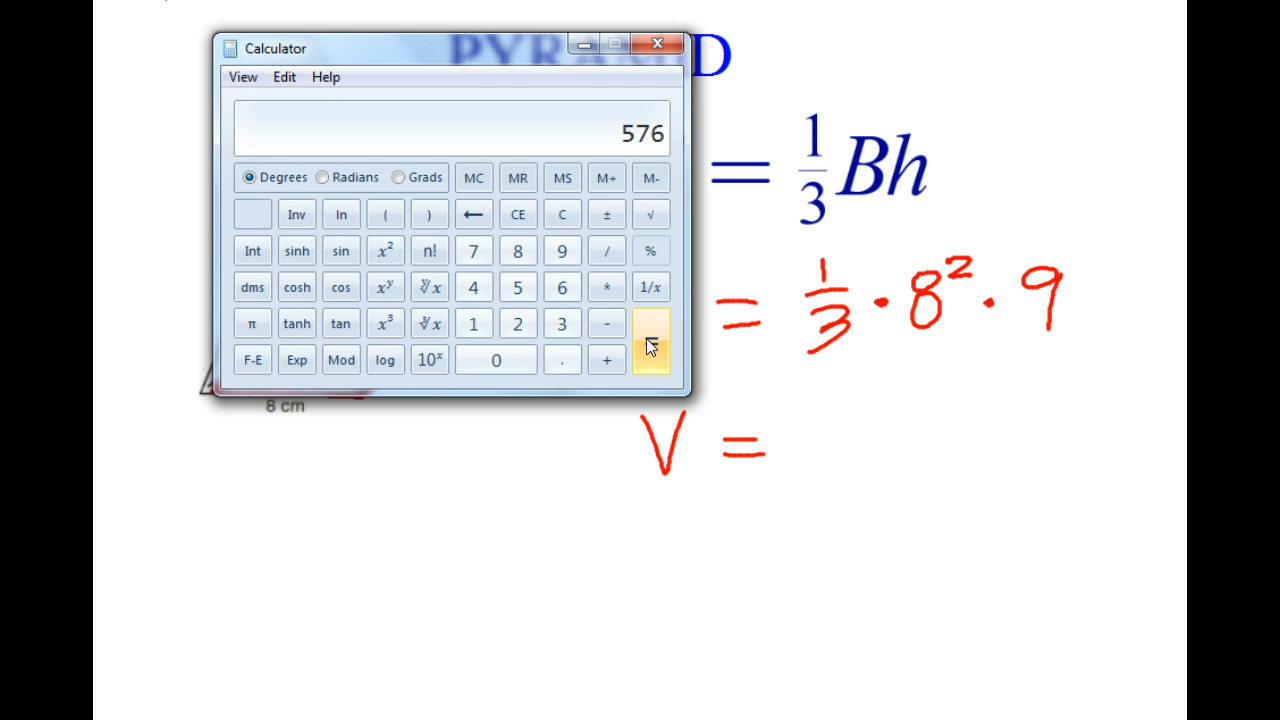 PYRAMID
Calculator
View Edit Help
576
Degrees Radians Grads MC MR MS M+ M-
Inv ln ( ) ← CE C ± √
Int sinh sin x² n! 7 8 9 / %
dms cosh cos xʸ ʸ√x 4 5 6 * 1/x
π tanh tan x³ ³√x 1 2 3 - =
F-E Exp Mod log 10ˣ 0 . +
= 1/3 Bh
= 1/3 · 8² · 9
8 cm
V =